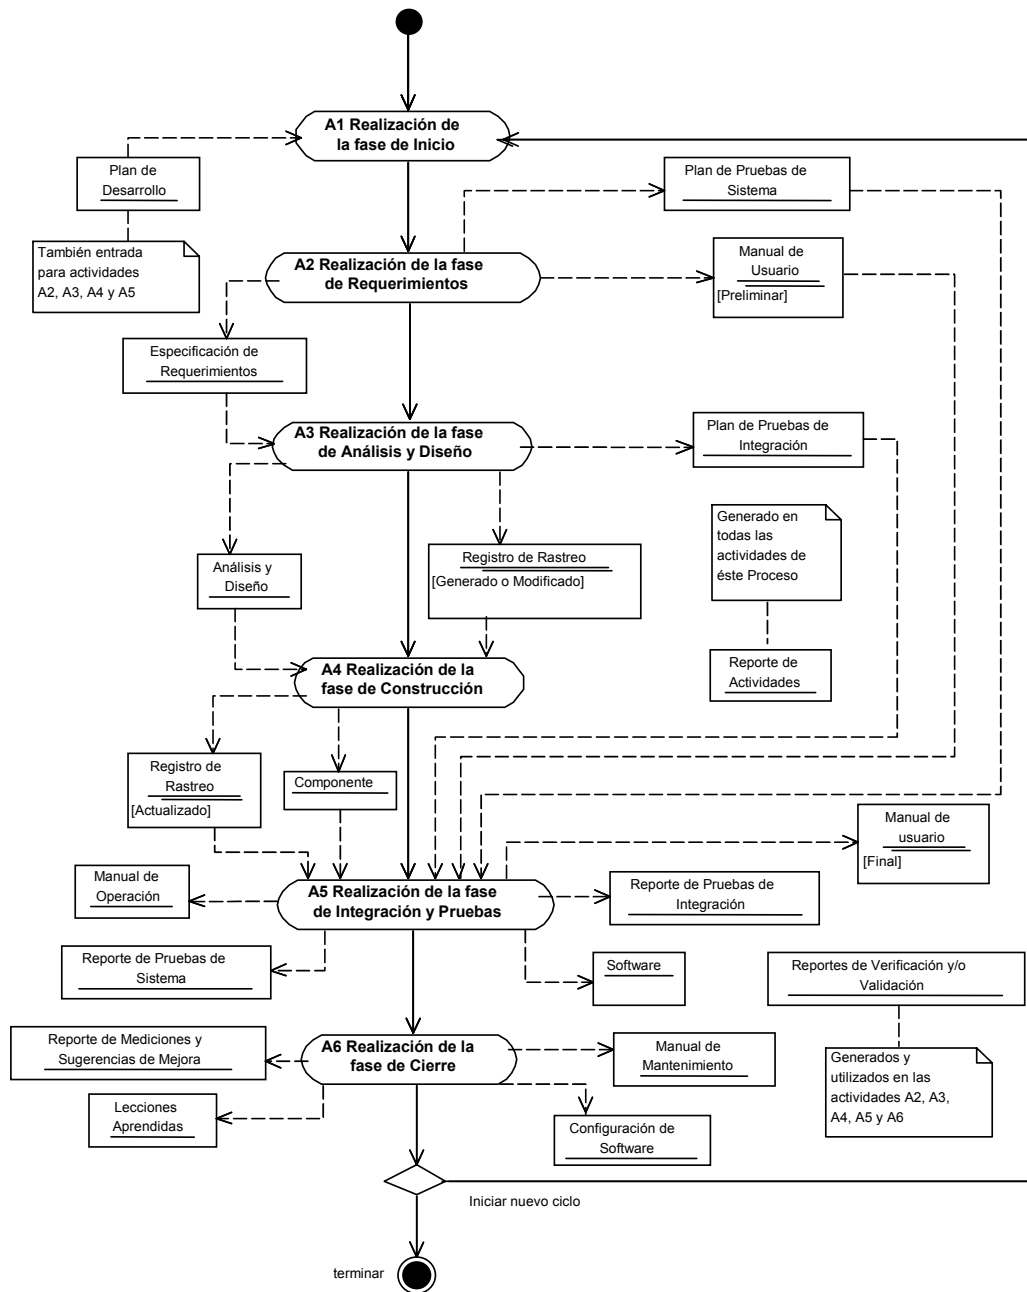 A1 Realización de
la fase de Inicio
Plan de
Desarrollo
Plan de Pruebas de
Sistema
También entrada
para actividades
A2, A3, A4 y A5
A2 Realización de la fase
de Requerimientos
Manual de
Usuario
[Preliminar]
Especificación de
Requerimientos
A3 Realización de la fase
de Análisis y Diseño
Plan de Pruebas de
Integración
Generado en
todas las
actividades de
éste Proceso
Análisis y
Diseño
Registro de Rastreo
[Generado o Modificado]
A4 Realización de la
fase de Construcción
Reporte de
Actividades
Registro de
Rastreo
[Actualizado]
Componente
Manual de
usuario
[Final]
Manual de
Operación
A5 Realización de la fase
de Integración y Pruebas
Reporte de Pruebas de
Integración
Reporte de Pruebas de
Sistema
Software
Reportes de Verificación y/o
Validación
Reporte de Mediciones y
Sugerencias de Mejora
A6 Realización de la
fase de Cierre
Manual de
Mantenimiento
Generados y
utilizados en las
actividades A2, A3,
A4, A5 y A6
Lecciones
Aprendidas
Configuración de
Software
Iniciar nuevo ciclo
terminar